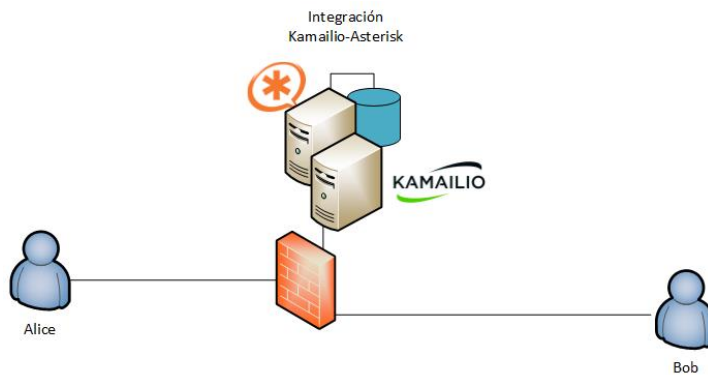 Integración
Kamailio-Asterisk
KAMAILIO
Alice
Bob